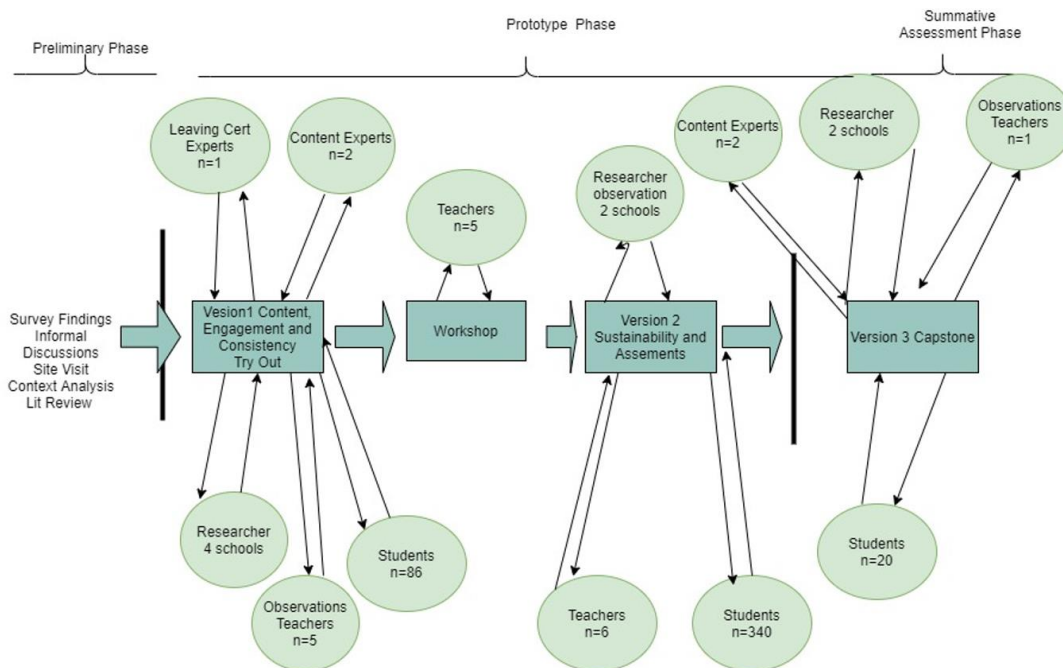 Preliminary Phase
Prototype  Phase
Summative
Assessment Phase
Leaving Cert
Experts
n=1
Content Experts
n=2
Teachers
n=5
Researcher
observation
2 schools
Content Experts
n=2
Researcher
2 schools
Observations
Teachers
n=1
Survey Findings
Informal
Discussions
Site Visit
Context Analysis
Lit Review
Vesion1 Content,
Engagement and
Consistency
Try Out
Workshop
Version 2
Sustainability and
Assements
Version 3 Capstone
Researcher
4 schools
Observations
Teachers
n=5
Students
n=86
Teachers
n=6
Students
n=340
Students
n=20